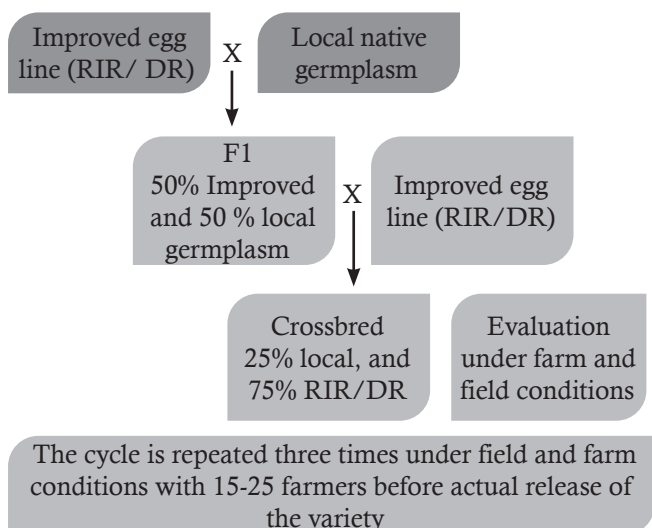 Improved egg
line (RIR/ DR)
X
Local native
germplasm
F1
50% Improved
and 50 % local
germplasm
X
Improved egg
line (RIR/DR)
Crossbred
25% local, and
75% RIR/DR
Evaluation
under farm and
field conditions
The cycle is repeated three times under field and farm
conditions with 15-25 farmers before actual release of
the variety